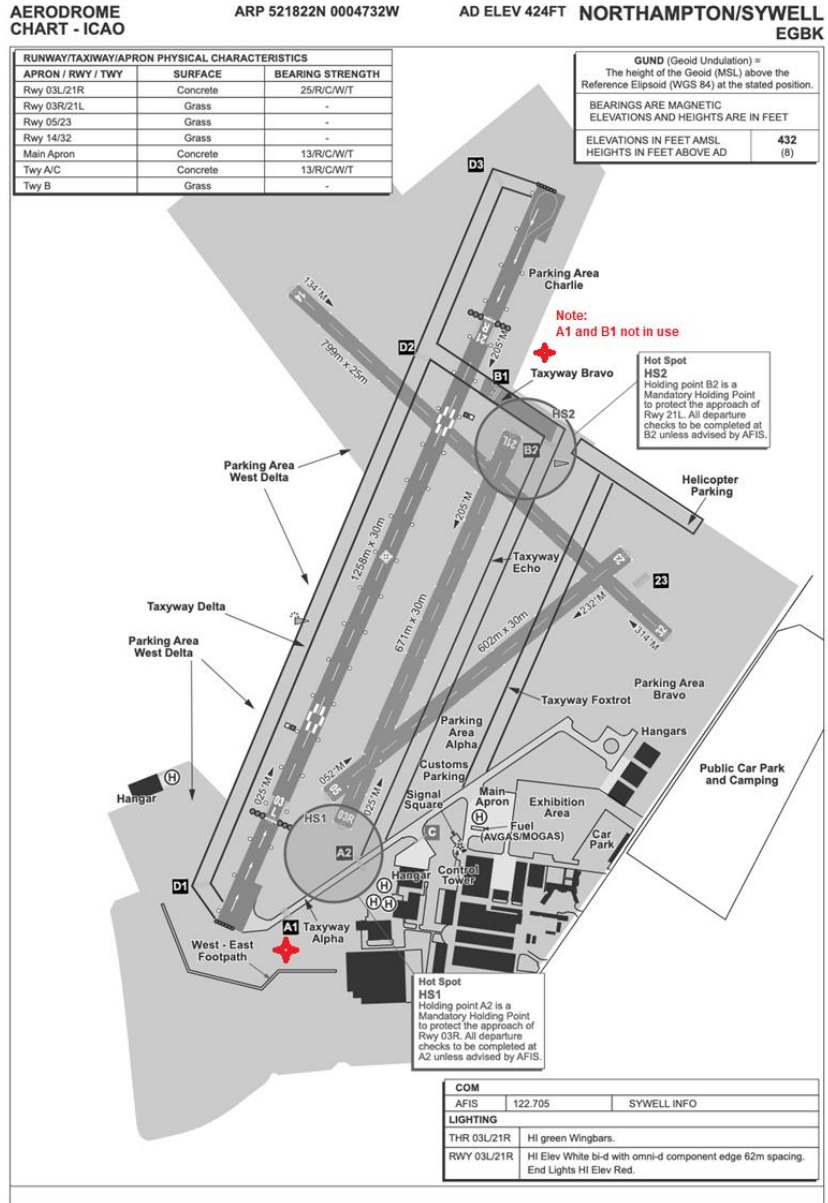 AERODROME
CHART - ICAO
ARP 521822N 0004732W
AD ELEV 424FT
NORTHAMPTON/SYWELL
EGBK
RUNWAY/TAXIWAY/APRON PHYSICAL CHARACTERISTICS
APRON / RWY / TWY SURFACE BEARING STRENGTH
Rwy 03L/21R Concrete 25/R/C/W/T
Rwy 03R/21L Grass -
Rwy 05/23 Grass -
Rwy 14/32 Grass -
Main Apron Concrete 13/R/C/W/T
Twy A/C Concrete 13/R/C/W/T
Twy B Grass -
GUND (Geoid Undulation) =
The height of the Geoid (MSL) above the
Reference Elipsoid (WGS 84) at the stated position.
BEARINGS ARE MAGNETIC
ELEVATIONS AND HEIGHTS ARE IN FEET
ELEVATIONS IN FEET AMSL 432
HEIGHTS IN FEET ABOVE AD (8)
D3
Parking Area
Charlie
134°M
14
Note:
A1 and B1 not in use
R
21
205°M
D2
799m x 25m
B1
Taxyway Bravo
Hot Spot
HS2
Holding point B2 is a
Mandatory Holding Point
to protect the approach of
Rwy 21L. All departure
checks to be completed at
B2 unless advised by AFIS.
HS2
21L
B2
Parking Area
West Delta
Helicopter
Parking
205°M
1258m x 30m
Taxyway
Echo
23
23
Taxyway Delta
671m x 30m
602m x 30m
232°M
314°M
32
Parking Area
West Delta
Parking Area
Bravo
Taxyway Foxtrot
Parking
Area
Alpha
Hangars
Customs
Parking
Public Car Park
and Camping
052°M
05
025°M
H
Hangar
03
L
025°M
03R
Signal
Square
Main
Apron
Exhibition
Area
HS1
H
Fuel
(AVGAS/MOGAS)
C
Car
Park
A2
Control
Tower
Hangar
H
H
H
D1
A1
Taxyway
Alpha
West - East
Footpath
Hot Spot
HS1
Holding point A2 is a
Mandatory Holding Point
to protect the approach of
Rwy 03R. All departure
checks to be completed at
A2 unless advised by AFIS.
COM
AFIS 122.705 SYWELL INFO
LIGHTING
THR 03L/21R HI green Wingbars.
RWY 03L/21R HI Elev White bi-d with omni-d component edge 62m spacing.
End Lights HI Elev Red.